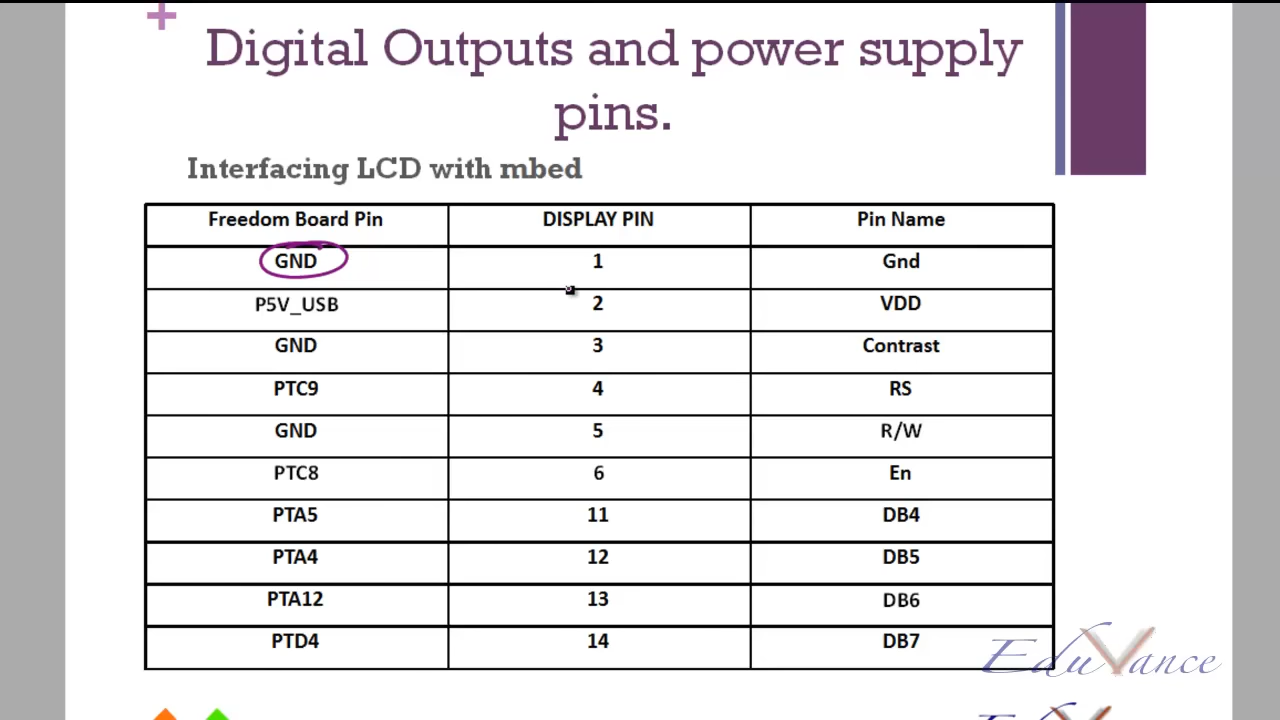 +
Digital Outputs and power supply
pins.
Interfacing LCD with mbed
Freedom Board Pin DISPLAY PIN Pin Name
GND 1 Gnd
P5V_USB 2 VDD
GND 3 Contrast
PTC9 4 RS
GND 5 R/W
PTC8 6 En
PTA5 11 DB4
PTA4 12 DB5
PTA12 13 DB6
PTD4 14 DB7
EduVance